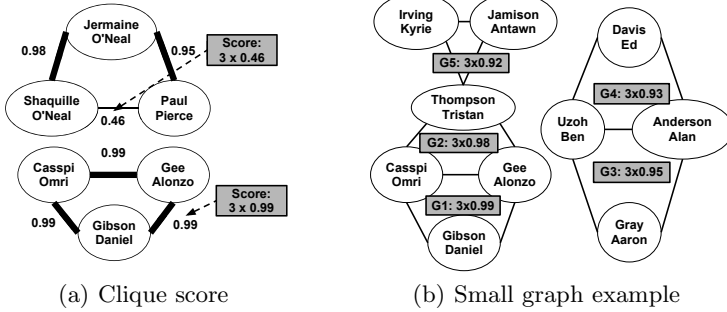 Jermaine
O'Neal
0.98
0.95
Score:
3 x 0.46
Shaquille
O'Neal
Paul
Pierce
0.46
0.99
Casspi
Omri
Gee
Alonzo
0.99
0.99
Gibson
Daniel
Score:
3 x 0.99
(a) Clique score
Irving
Kyrie
Jamison
Antawn
G5: 3x0.92
Thompson
Tristan
G2: 3x0.98
Casspi
Omri
Gee
Alonzo
G1: 3x0.99
Gibson
Daniel
Davis
Ed
G4: 3x0.93
Uzoh
Ben
Anderson
Alan
G3: 3x0.95
Gray
Aaron
(b) Small graph example